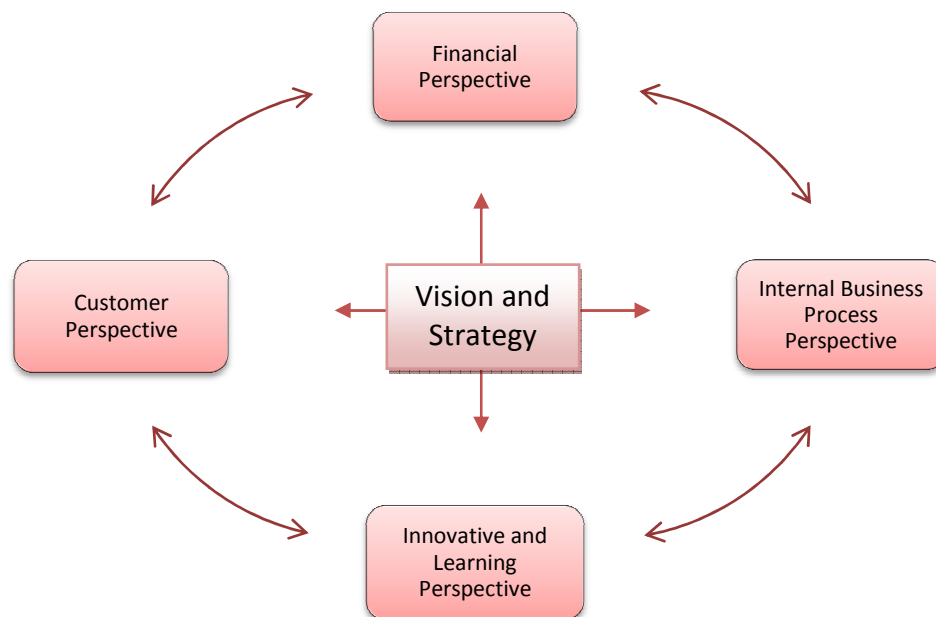 Financial
Perspective
Customer
Perspective
Vision and
Strategy
Internal Business
Process
Perspective
Innovative and
Learning
Perspective